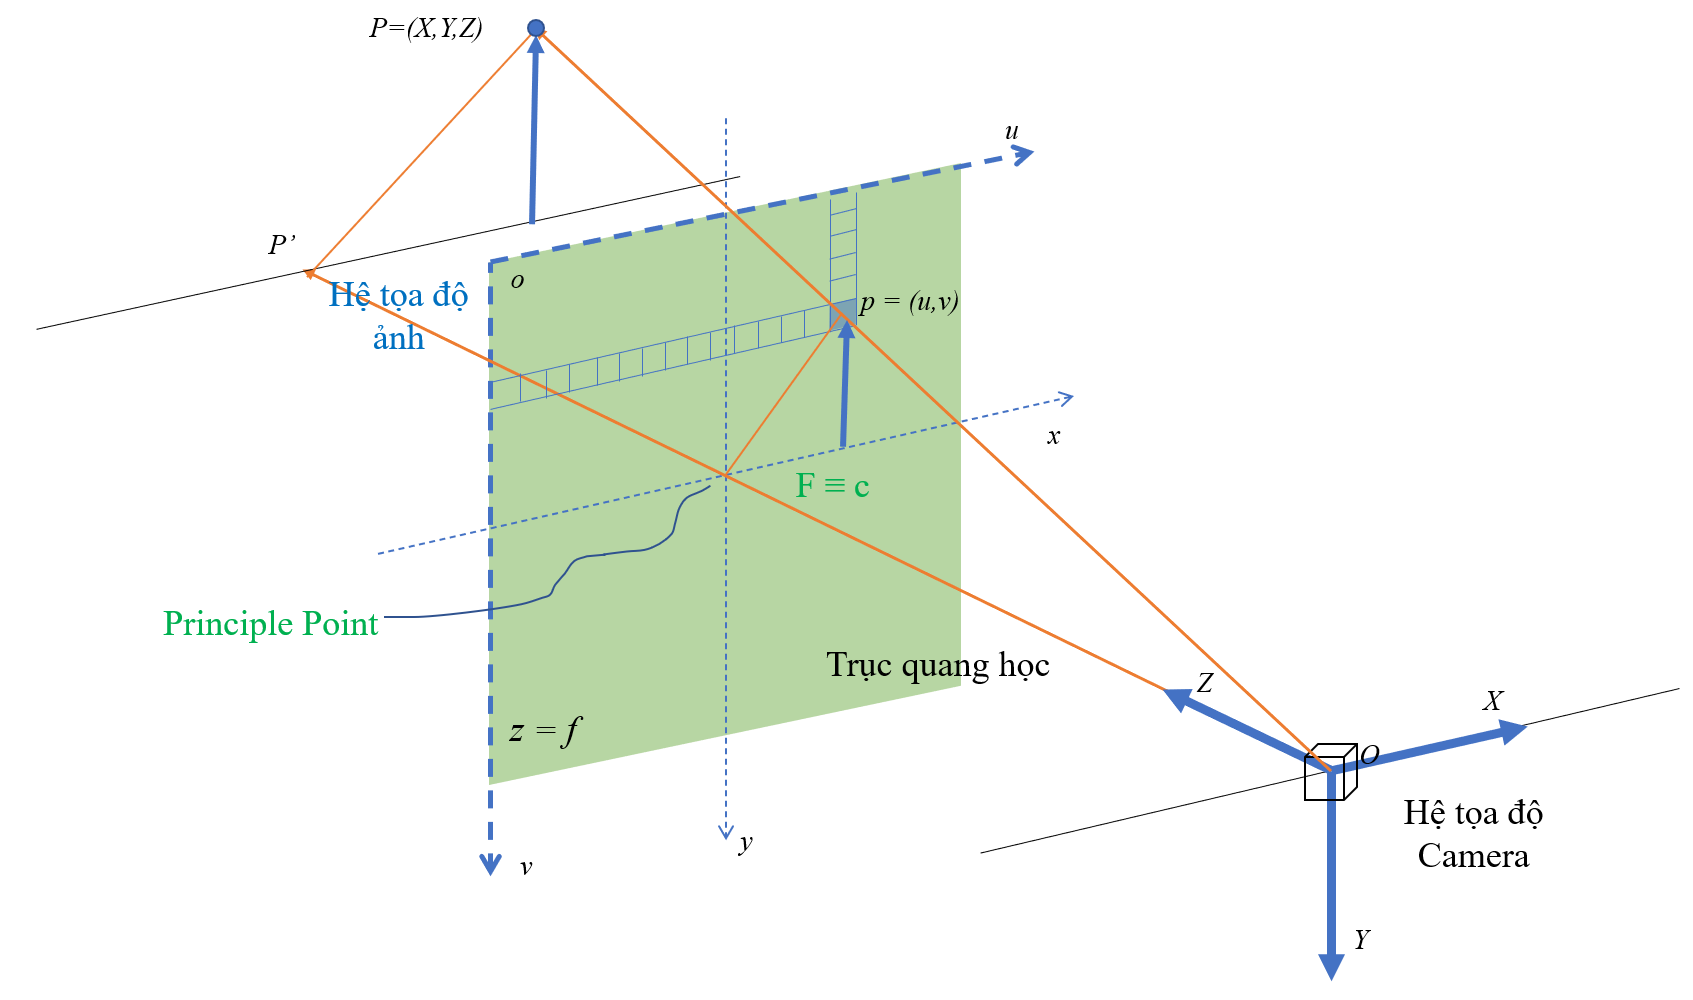 P=(X,Y,Z)
u
P’
o
Hệ tọa độ
ảnh
p = (u,v)
x
F ≡ c
Principle Point
Trục quang học
Z
X
z = f
O
Hệ tọa độ
Camera
y
v
Y